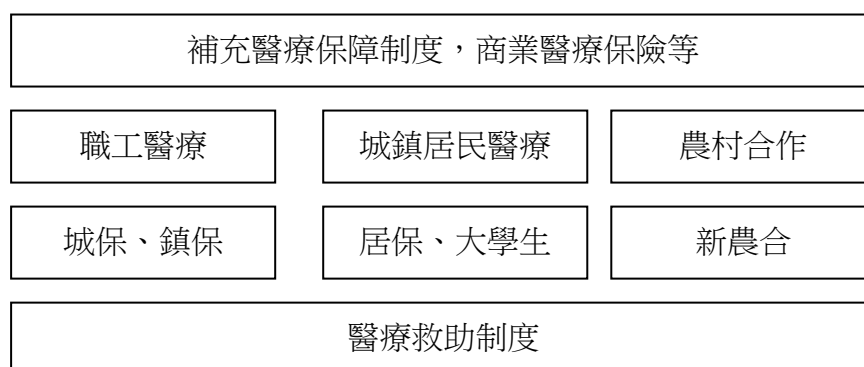 補充醫療保障制度，商業醫療保險等
職工醫療
城鎮居民醫療
農村合作
城保、鎮保
居保、大學生
新農合
醫療救助制度